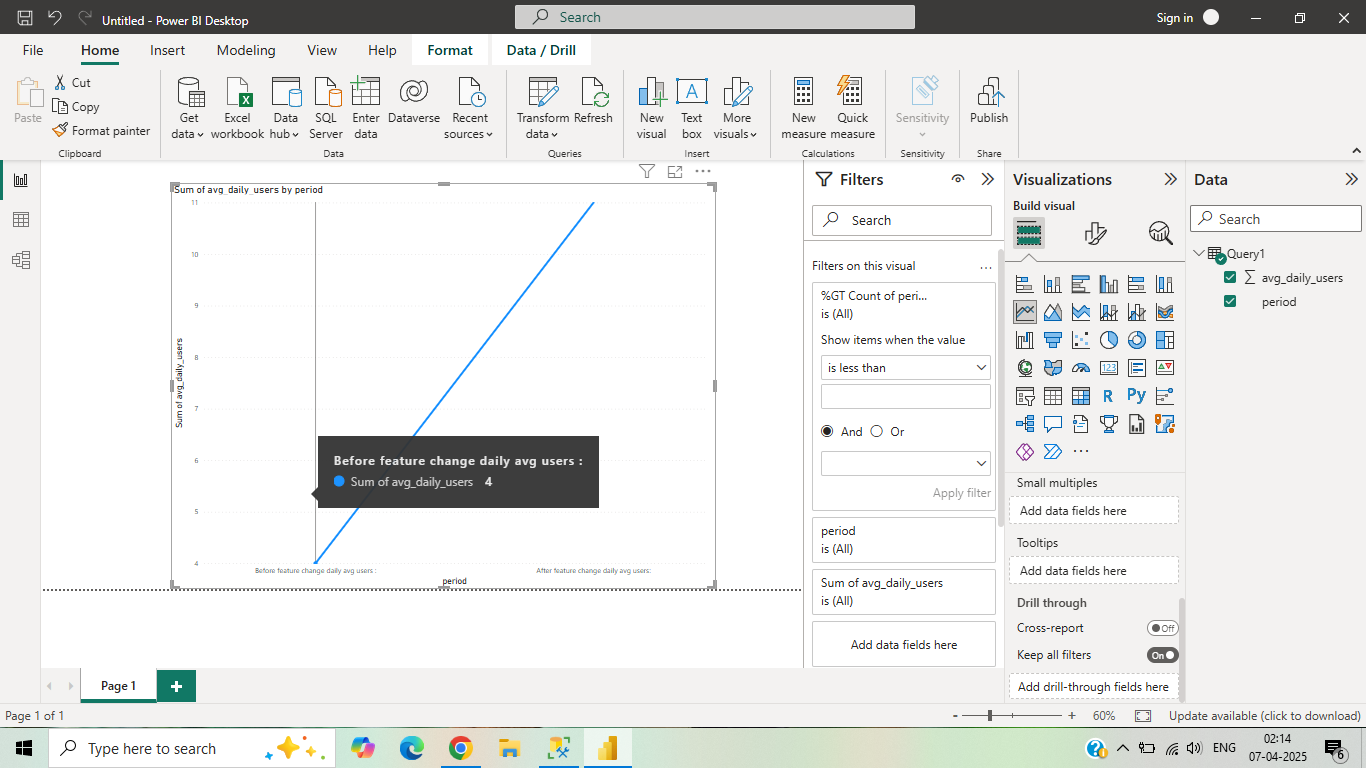 Untitled - Power BI Desktop
Search
Sign in
File Home Insert Modeling View Help Format Data / Drill
Paste
Cut
Copy
Format painter
Clipboard
Get data
Excel workbook
Data hub
SQL Server
Enter data
Dataverse
Recent sources
Data
Transform data
Refresh
Queries
New visual
A
Text box
More visuals
Insert
New measure
Quick measure
Calculations
Sensitivity
Sensitivity
Publish
Share
Sum of avg_daily_users by period
11
10
9
8
7
6
5
4
Sum of avg_daily_users
Before feature change daily avg users :
Sum of avg_daily_users 4
Before feature change daily avg users :
After feature change daily avg users:
period
Filters
Search
Filters on this visual
...
%GT Count of peri...
is (All)
Show items when the value
is less than
And Or
Apply filter
period
is (All)
Sum of avg_daily_users
is (All)
Add data fields here
Visualizations
Build visual
123
R
Py
...
Small multiples
Add data fields here
Tooltips
Add data fields here
Drill through
Cross-report
Off
Keep all filters
On
Add drill-through fields here
Data
Search
Query1
∑ avg_daily_users
period
Page 1
+
Page 1 of 1
- + 60%
Update available (click to download)
Type here to search
ENG
02:14
07-04-2025
6